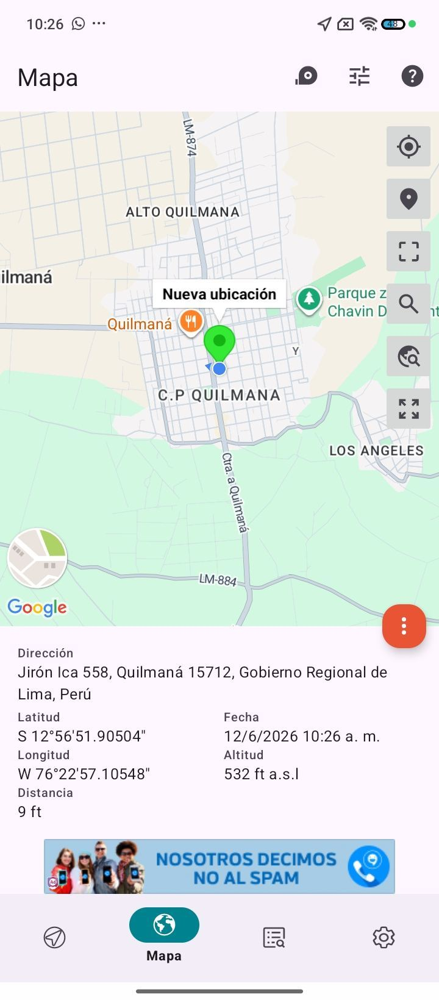 10:26
48
Mapa
LM-874
ALTO QUILMANA
ilmaná
Nueva ubicación
Parque z
Chavin D
nt
Quilmaná
Y
C.P QUILMANA
LOS ANGELES
Ctra. a Quilmaná
LM-884
Google
Dirección
Jirón Ica 558, Quilmaná 15712, Gobierno Regional de
Lima, Perú
Latitud
Fecha
S 12°56'51.90504"
12/6/2026 10:26 a. m.
Longitud
Altitud
W 76°22'57.10548"
532 ft a.s.l
Distancia
9 ft
NOSOTROS DECIMOS
NO AL SPAM
Ad
Mapa